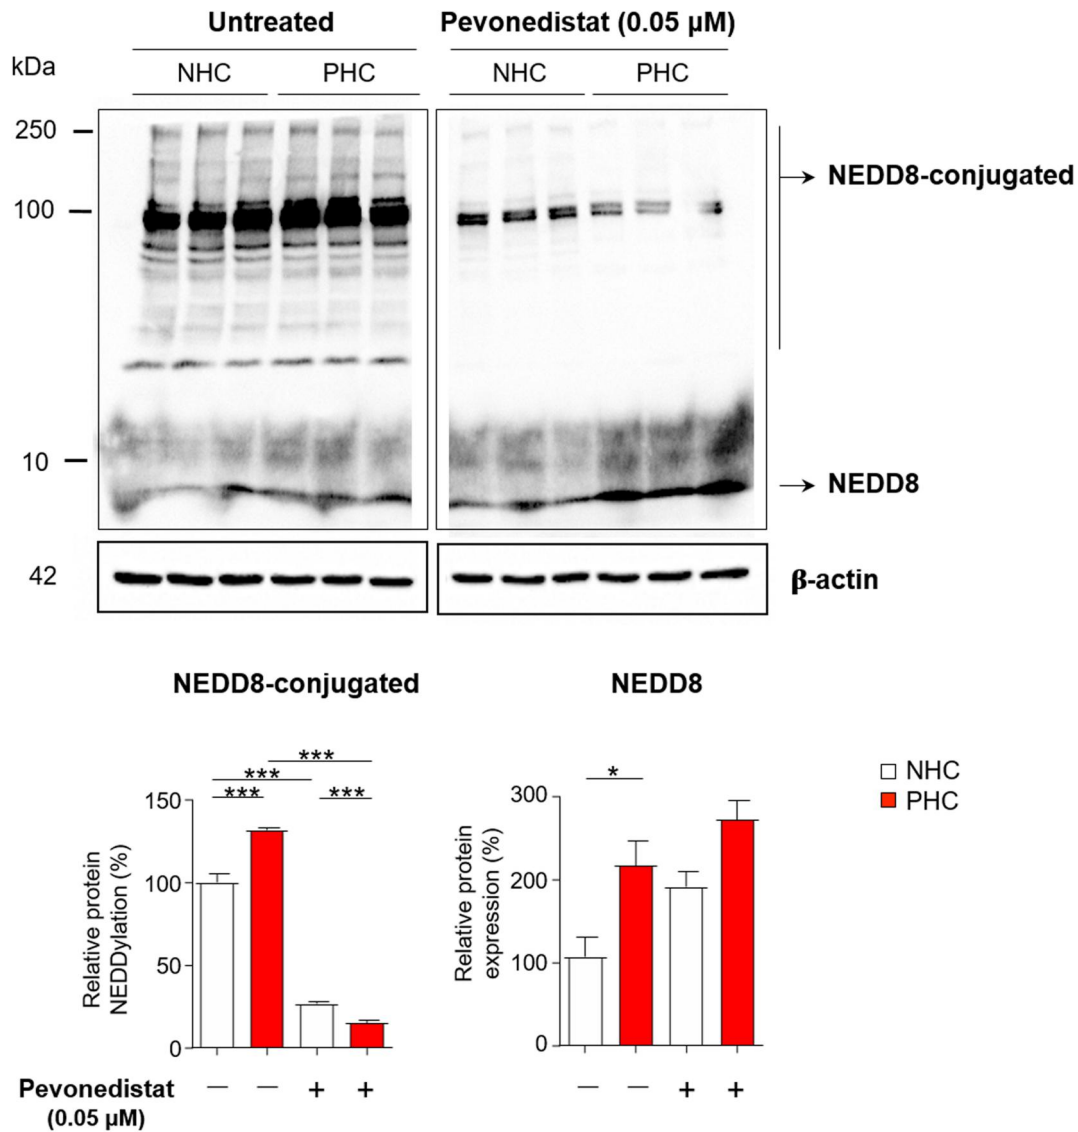 Untreated Pevonedistat (0.05 µM)
kDa NHC PHC NHC PHC
250
NEDD8-conjugated
100
10
NEDD8
42
β-actin
NEDD8-conjugated NEDD8
***
***
*** ***
*
NHC
PHC
Relative protein
NEDDylation (%)
150
100
50
0
Relative protein
expression (%)
300
200
100
0
Pevonedistat — — + + — — + +
(0.05 µM)